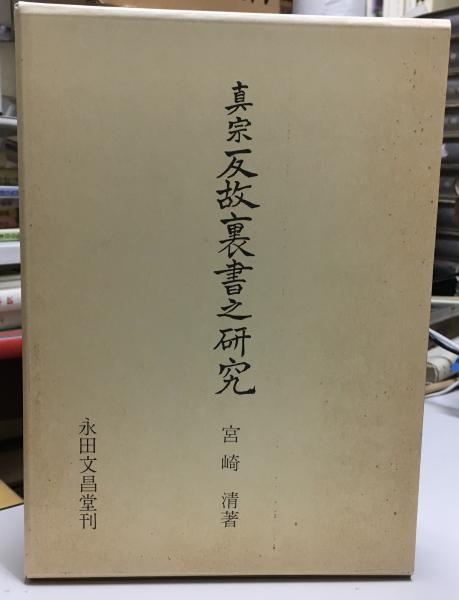 真宗反故裏書之研究
宮崎 清著
永田文昌堂刊